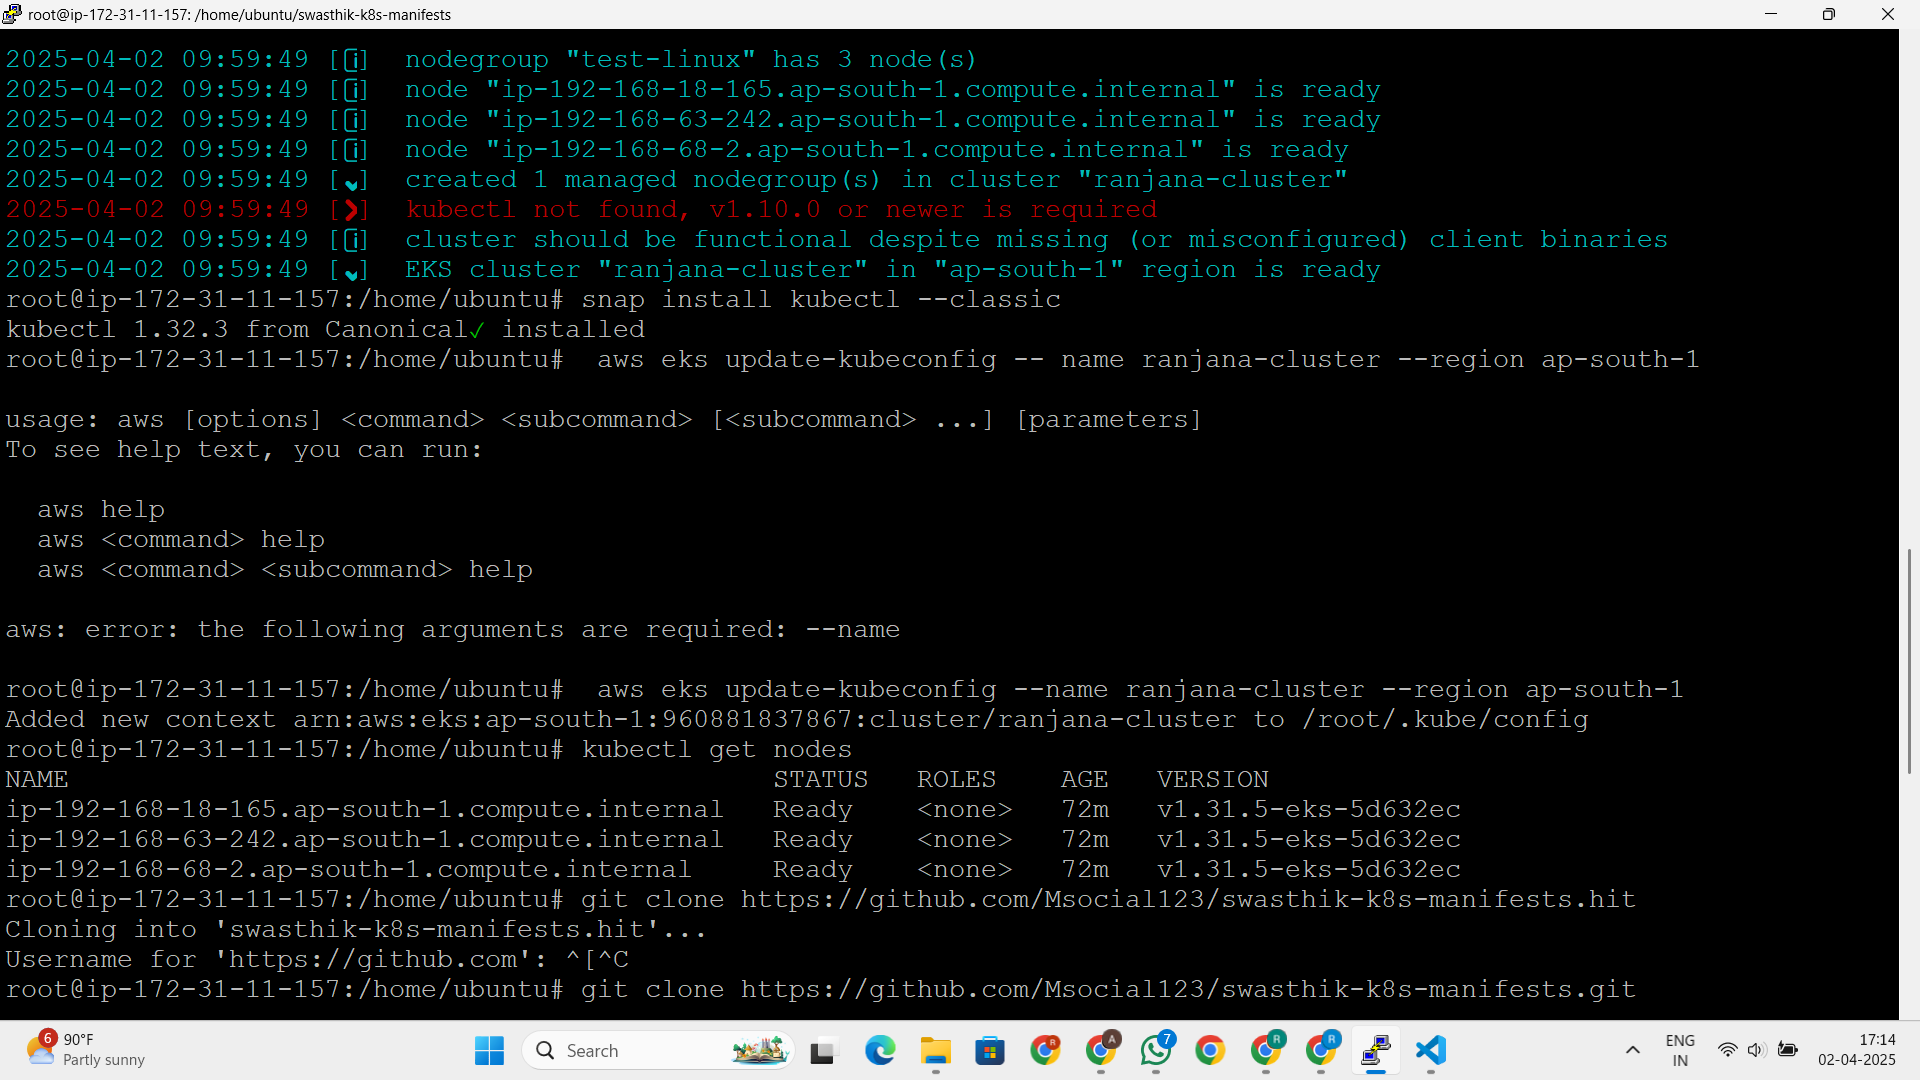 root@ip-172-31-11-157: /home/ubuntu/swasthik-k8s-manifests
2025-04-02 09:59:49 [ℹ]  nodegroup "test-linux" has 3 node(s)
2025-04-02 09:59:49 [ℹ]  node "ip-192-168-18-165.ap-south-1.compute.internal" is ready
2025-04-02 09:59:49 [ℹ]  node "ip-192-168-63-242.ap-south-1.compute.internal" is ready
2025-04-02 09:59:49 [ℹ]  node "ip-192-168-68-2.ap-south-1.compute.internal" is ready
2025-04-02 09:59:49 [✔]  created 1 managed nodegroup(s) in cluster "ranjana-cluster"
2025-04-02 09:59:49 [✖]  kubectl not found, v1.10.0 or newer is required
2025-04-02 09:59:49 [ℹ]  cluster should be functional despite missing (or misconfigured) client binaries
2025-04-02 09:59:49 [✔]  EKS cluster "ranjana-cluster" in "ap-south-1" region is ready
root@ip-172-31-11-157:/home/ubuntu# snap install kubectl --classic
kubectl 1.32.3 from Canonical✓ installed
root@ip-172-31-11-157:/home/ubuntu#  aws eks update-kubeconfig -- name ranjana-cluster --region ap-south-1
usage: aws [options] <command> <subcommand> [<subcommand> ...] [parameters]
To see help text, you can run:
  aws help
  aws <command> help
  aws <command> <subcommand> help
aws: error: the following arguments are required: --name
root@ip-172-31-11-157:/home/ubuntu#  aws eks update-kubeconfig --name ranjana-cluster --region ap-south-1
Added new context arn:aws:eks:ap-south-1:960881837867:cluster/ranjana-cluster to /root/.kube/config
root@ip-172-31-11-157:/home/ubuntu# kubectl get nodes
NAME                                            STATUS   ROLES    AGE   VERSION
ip-192-168-18-165.ap-south-1.compute.internal   Ready    <none>   72m   v1.31.5-eks-5d632ec
ip-192-168-63-242.ap-south-1.compute.internal   Ready    <none>   72m   v1.31.5-eks-5d632ec
ip-192-168-68-2.ap-south-1.compute.internal     Ready    <none>   72m   v1.31.5-eks-5d632ec
root@ip-172-31-11-157:/home/ubuntu# git clone https://github.com/Msocial123/swasthik-k8s-manifests.hit
Cloning into 'swasthik-k8s-manifests.hit'...
Username for 'https://github.com': ^[^C
root@ip-172-31-11-157:/home/ubuntu# git clone https://github.com/Msocial123/swasthik-k8s-manifests.git
6
90°F
Partly sunny
Search
R
A
7
R
R
ENG
IN
17:14
02-04-2025